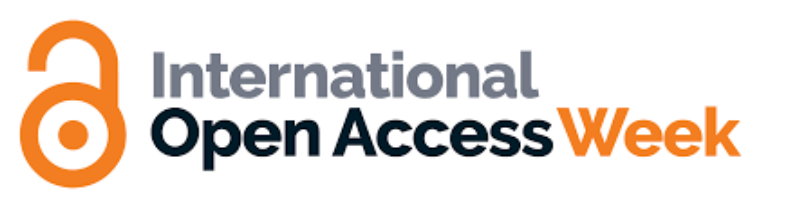 International
Open Access Week